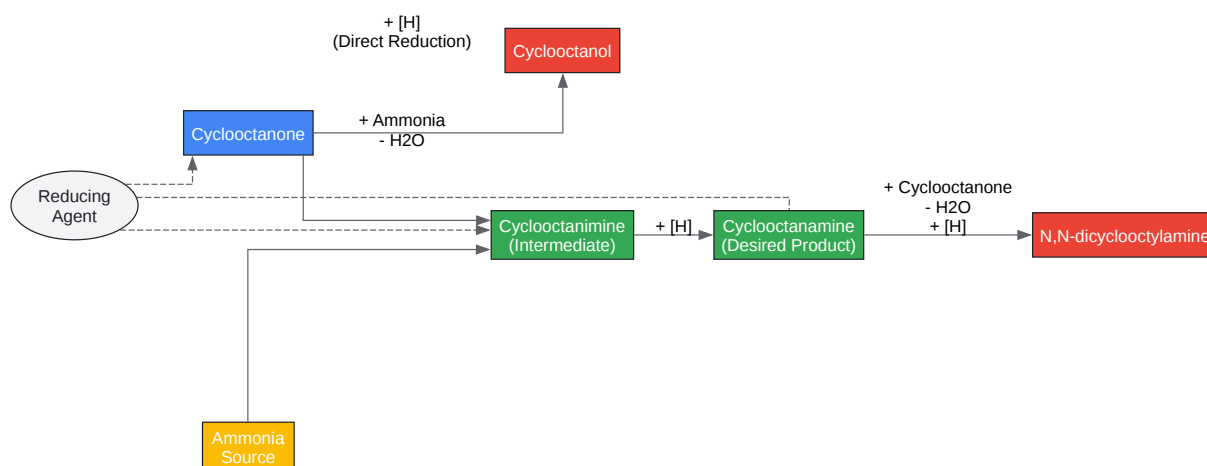 + [H]
(Direct Reduction)
Cyclooctanol
Cyclooctanone
+ Ammonia
- H2O
Reducing
Agent
Cyclooctanimine
(Intermediate)
+ [H]
Cyclooctanamine
(Desired Product)
+ Cyclooctanone
- H2O
+ [H]
N,N-dicyclooctylamine
Ammonia
Source